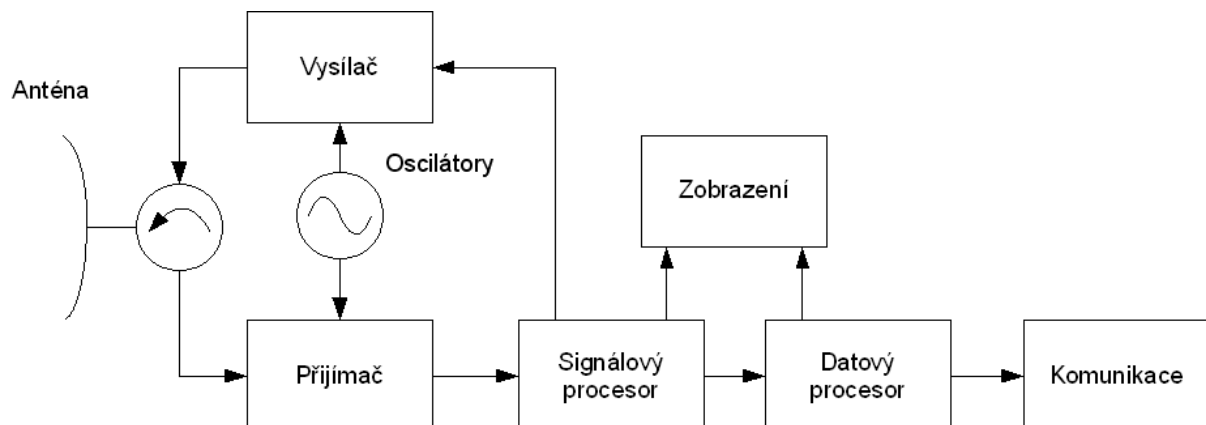 Vysílač
Anténa
Oscilátory
Zobrazení
Přijímač
Signálový
procesor
Datový
procesor
Komunikace